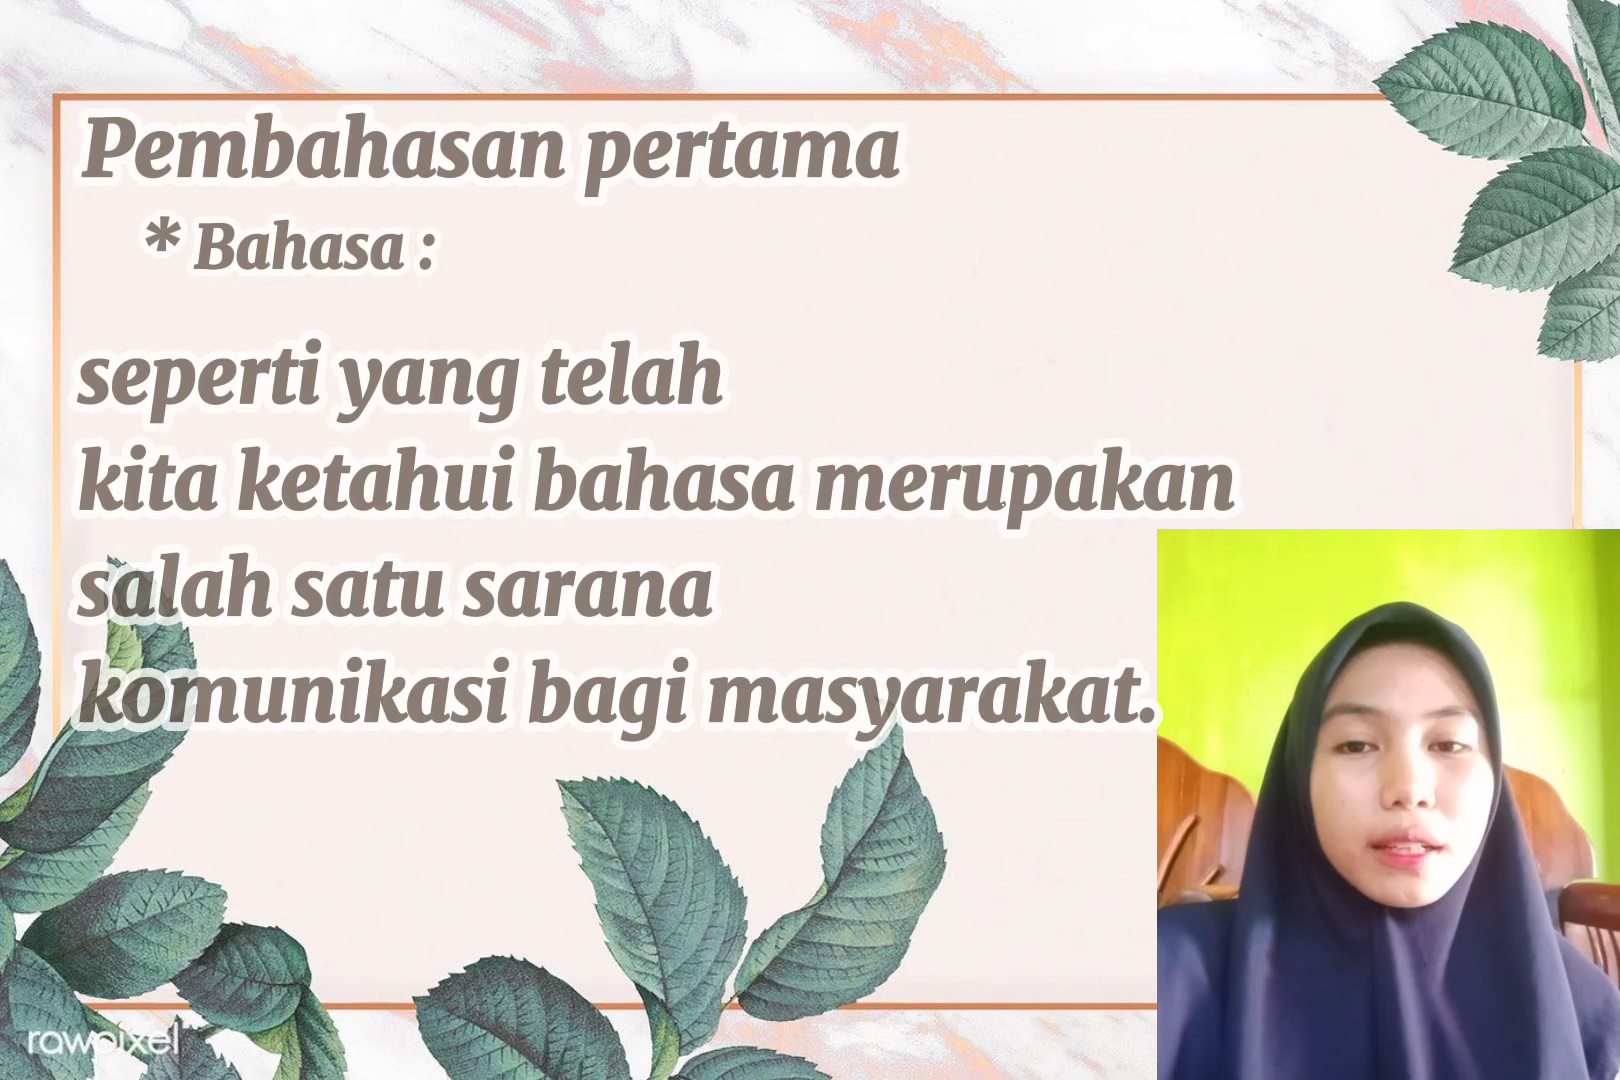 Pembahasan pertama
* Bahasa :
seperti yang telah
kita ketahui bahasa merupakan
salah satu sarana
komunikasi bagi masyarakat.
rawpixel